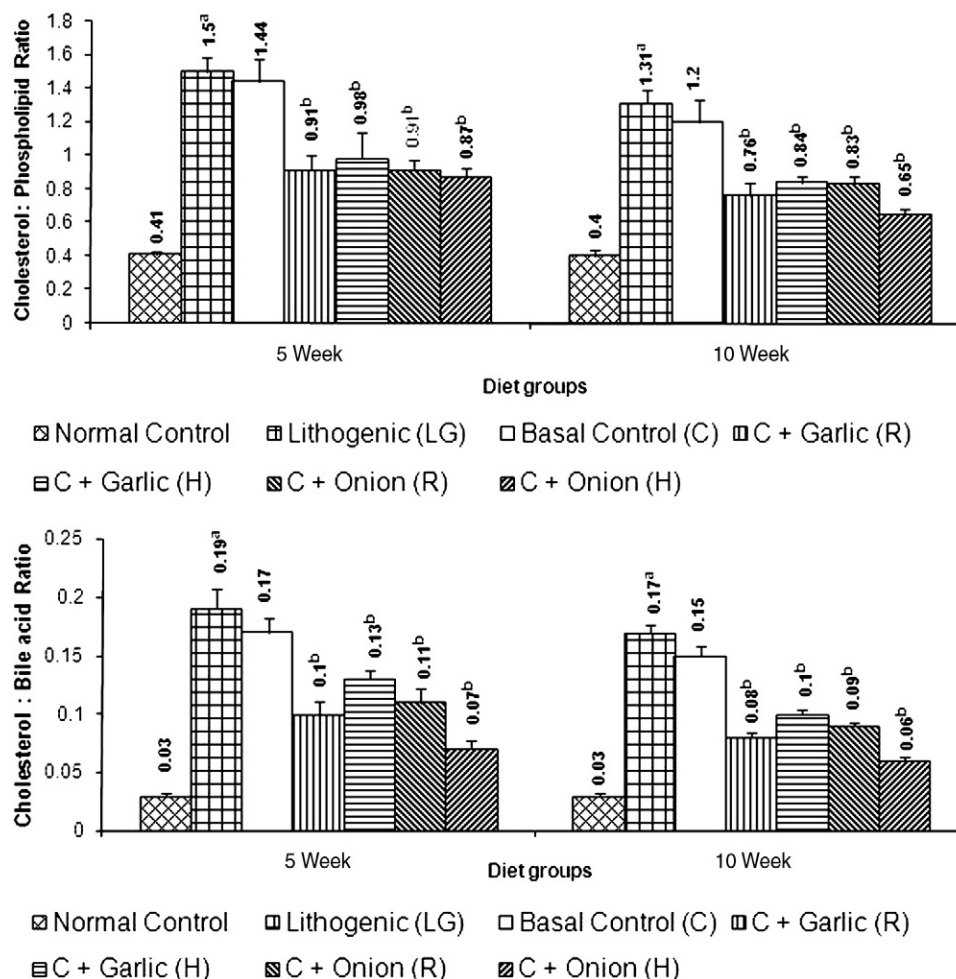 Cholesterol: Phospholipid Ratio
1.8
1.6
1.4
1.2
1
0.8
0.6
0.4
0.2
0
0.41
1.5ᵃ
1.44
0.91ᵇ
0.98ᵇ
0.91ᵇ
0.87ᵇ
0.4
1.31ᵃ
1.2
0.76ᵇ
0.84ᵇ
0.83ᵇ
0.65ᵇ
5 Week
10 Week
Diet groups
Normal Control Lithogenic (LG) Basal Control (C) C + Garlic (R)
C + Garlic (H) C + Onion (R) C + Onion (H)
Cholesterol : Bile acid Ratio
0.25
0.2
0.15
0.1
0.05
0
0.03
0.19ᵃ
0.17
0.1ᵇ
0.13ᵇ
0.11ᵇ
0.07ᵇ
0.03
0.17ᵃ
0.15
0.08ᵇ
0.1ᵇ
0.09ᵇ
0.06ᵇ
5 Week
10 Week
Diet groups
Normal Control Lithogenic (LG) Basal Control (C) C + Garlic (R)
C + Garlic (H) C + Onion (R) C + Onion (H)